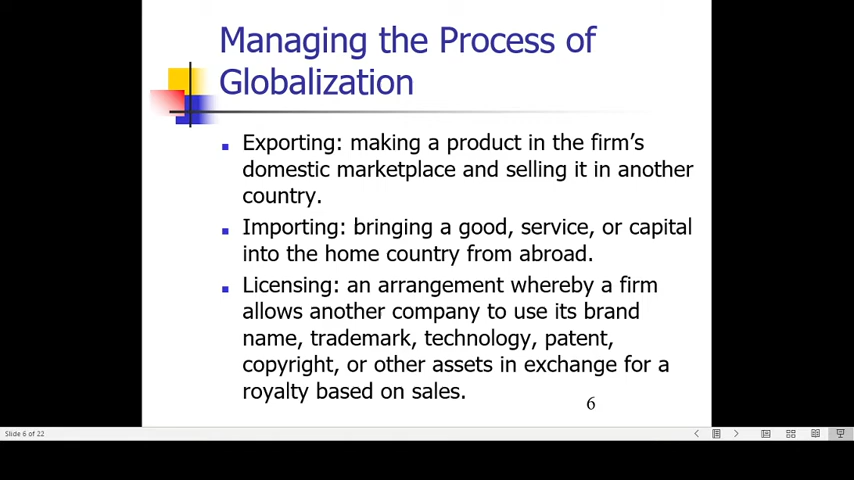 Managing the Process of
Globalization
Exporting: making a product in the firm’s
domestic marketplace and selling it in another
country.
Importing: bringing a good, service, or capital
into the home country from abroad.
Licensing: an arrangement whereby a firm
allows another company to use its brand
name, trademark, technology, patent,
copyright, or other assets in exchange for a
royalty based on sales.
6
Slide 6 of 22